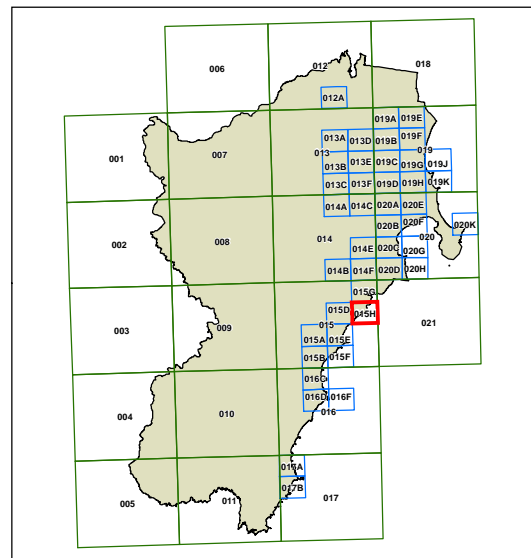 012
018
006
012A
019A 019E
013A 013D 019B 019F
001 007 013 019
013B 013E 019C 019G 019J
013C 013F 019D 019H 019K
014A 014C 020A 020E
020B 020F 020K
002 008 014 020
014E 020C 020G
014B 014F 020D 020H
015G
015D 015H 021
003 009 015
015A 015E
015B 015F
016C
016D 016F
004 010 016
017B
005 011 017